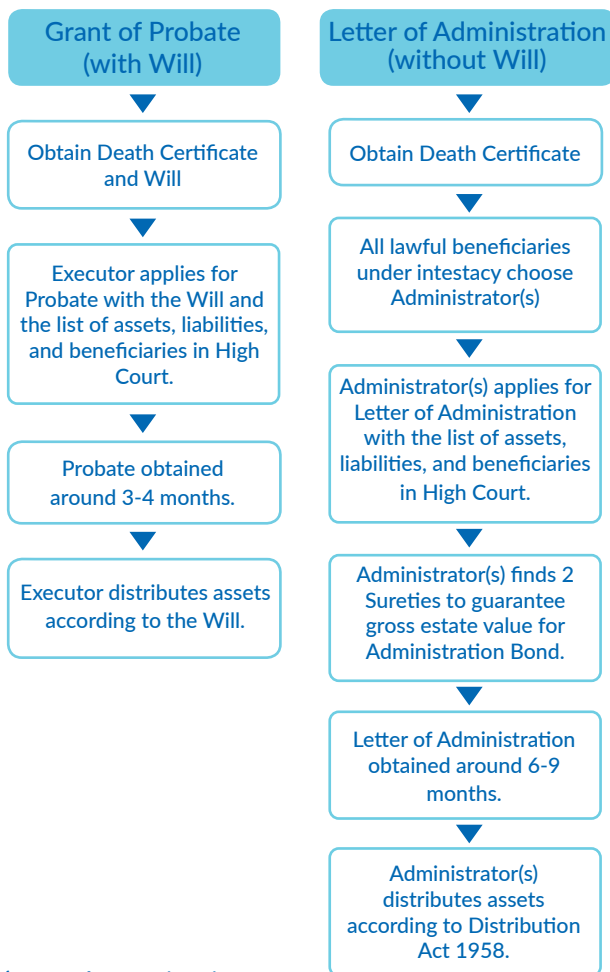 Grant of Probate
(with Will)
Obtain Death Certificate
and Will
Executor applies for
Probate with the Will and
the list of assets, liabilities,
and beneficiaries in High
Court.
Probate obtained
around 3-4 months.
Executor distributes assets
according to the Will.
Letter of Administration
(without Will)
Obtain Death Certificate
All lawful beneficiaries
under intestacy choose
Administrator(s)
Administrator(s) applies for
Letter of Administration
with the list of assets,
liabilities, and beneficiaries
in High Court.
Administrator(s) finds 2
Sureties to guarantee
gross estate value for
Administration Bond.
Letter of Administration
obtained around 6-9
months.
Administrator(s)
distributes assets
according to Distribution
Act 1958.